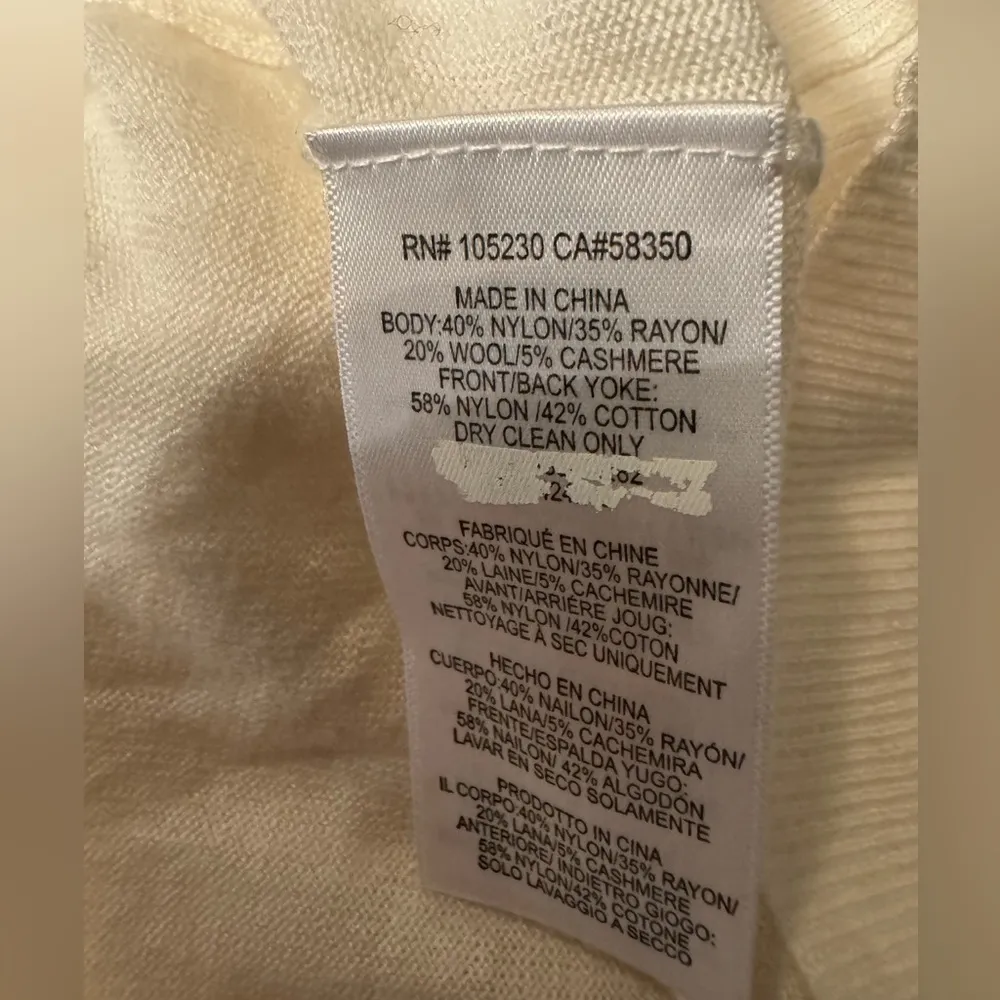 RN# 105230 CA#58350
MADE IN CHINA
BODY:40% NYLON/35% RAYON/
20% WOOL/5% CASHMERE
FRONT/BACK YOKE:
58% NYLON /42% COTTON
DRY CLEAN ONLY
FABRIQUÉ EN CHINE
CORPS:40% NYLON/35% RAYONNE/
20% LAINE/5% CACHEMIRE
AVANT/ARRIÈRE JOUG:
58% NYLON /42%COTON
NETTOYAGE À SEC UNIQUEMENT
HECHO EN CHINA
CUERPO:40% NAILON/35% RAYÓN/
20% LANA/5% CACHEMIRA
FRENTE/ESPALDA YUGO:
58% NAILON/ 42% ALGODÓN
LAVAR EN SECO SOLAMENTE
PRODOTTO IN CINA
IL CORPO:40% NYLON/35% RAYON/
20% LANA/5% CASHMERE
ANTERIORE/ INDIETRO GIOGO:
58% NYLON/42% COTONE
SOLO LAVAGGIO A SECCO